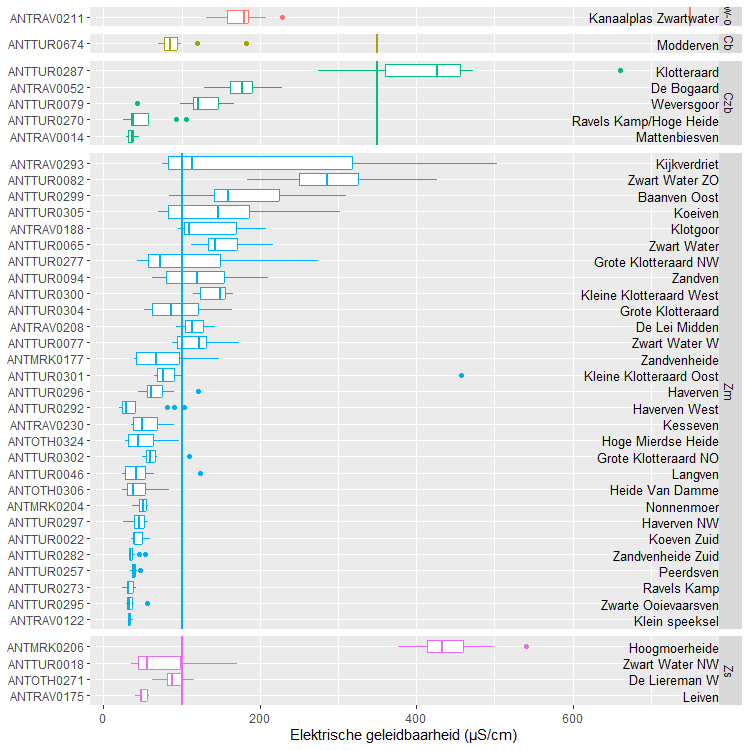 ANTRAV0211 Kanaalplas Zwartwater
ANTTUR0674 Modderven Cb
ANTTUR0287 Klotteraard
ANTRAV0052 De Bogaard
ANTTUR0079 Weversgoor
ANTTUR0270 Ravels Kamp/Hoge Heide
ANTRAV0014 Mattenbiesven
Czb
ANTRAV0293 Kijkverdriet
ANTTUR0082 Zwart Water ZO
ANTTUR0299 Baanven Oost
ANTTUR0305 Koeiven
ANTRAV0188 Klotgoor
ANTTUR0065 Zwart Water
ANTTUR0277 Grote Klotteraard NW
ANTTUR0094 Zandven
ANTTUR0300 Kleine Klotteraard West
ANTTUR0304 Grote Klotteraard
ANTRAV0208 De Lei Midden
ANTTUR0077 Zwart Water W
ANTMRK0177 Zandvenheide
ANTTUR0301 Kleine Klotteraard Oost
ANTTUR0296 Haverven
ANTTUR0292 Haverven West
ANTRAV0230 Kesseven
ANTOTH0324 Hoge Mierdse Heide
ANTTUR0302 Grote Klotteraard NO
ANTTUR0046 Langven
ANTOTH0306 Heide Van Damme
ANTMRK0204 Nonnenmoer
ANTTUR0297 Haverven NW
ANTTUR0022 Koeven Zuid
ANTTUR0282 Zandvenheide Zuid
ANTTUR0257 Peerdsven
ANTTUR0273 Ravels Kamp
ANTTUR0295 Zwarte Ooievaarsven
ANTRAV0122 Klein speeksel
Zm
ANTMRK0206 Hoogmoerheide
ANTTUR0018 Zwart Water NW
ANTOTH0271 De Liereman W
ANTRAV0175 Leiven
Zs
0 200 400 600
Elektrische geleidbaarheid (µS/cm)